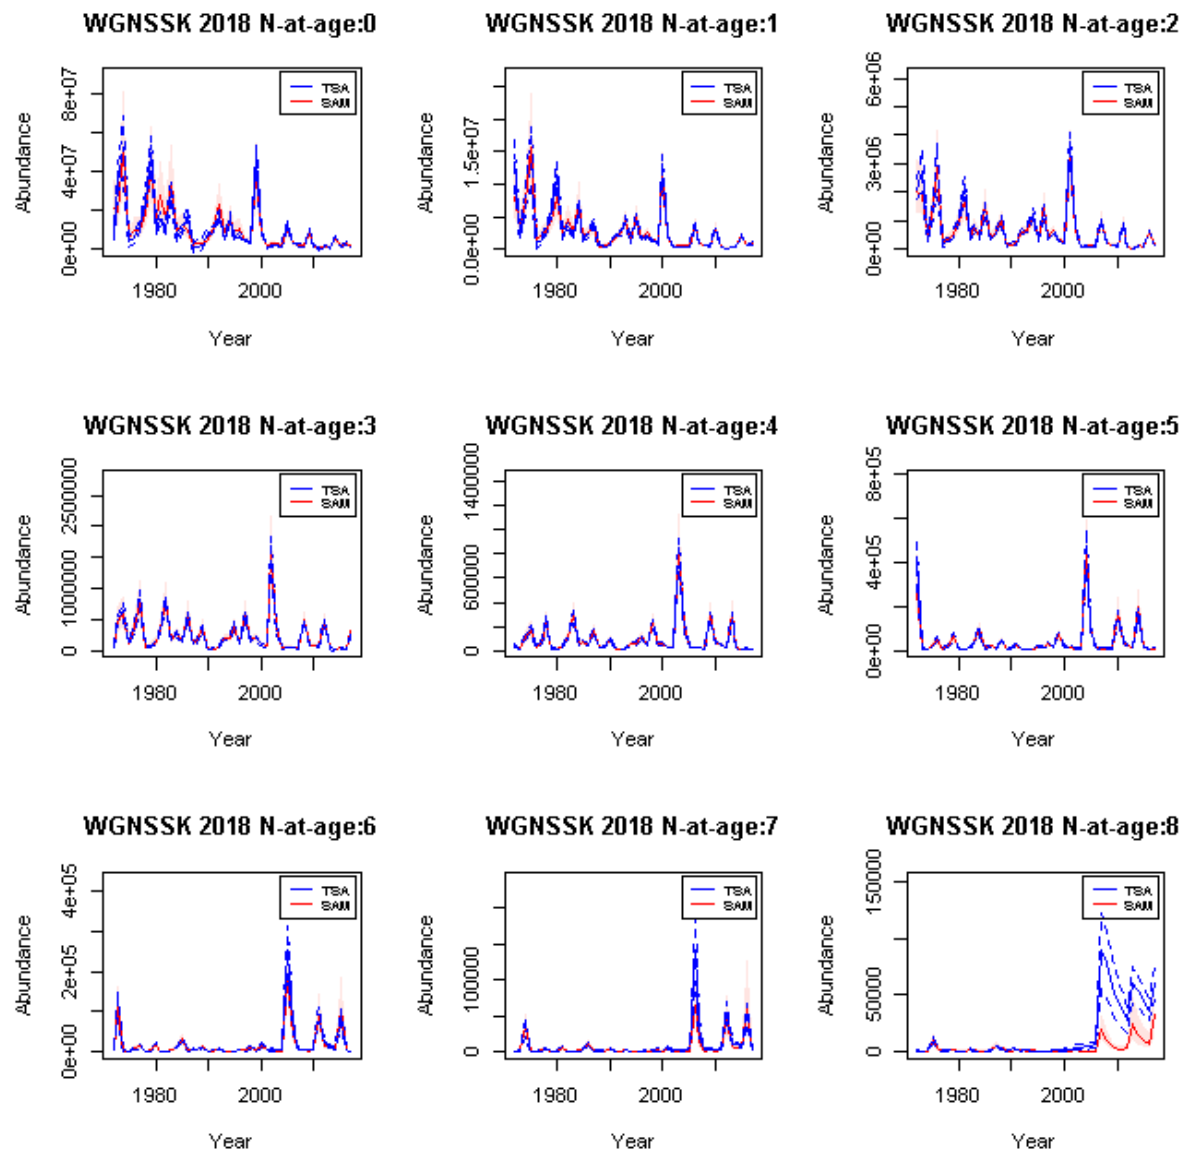 WGNSSK 2018 N-at-age:0
WGNSSK 2018 N-at-age:1
WGNSSK 2018 N-at-age:2
Abundance
0e+00 4e+07 8e+07
TSA
SAM
1980 2000
Year
Abundance
0.0e+00 1.5e+07
TSA
SAM
1980 2000
Year
Abundance
0e+00 3e+06 6e+06
TSA
SAM
1980 2000
Year
WGNSSK 2018 N-at-age:3
WGNSSK 2018 N-at-age:4
WGNSSK 2018 N-at-age:5
Abundance
0 1000000 2500000
TSA
SAM
1980 2000
Year
Abundance
0 600000 1400000
TSA
SAM
1980 2000
Year
Abundance
0e+00 4e+05 8e+05
TSA
SAM
1980 2000
Year
WGNSSK 2018 N-at-age:6
WGNSSK 2018 N-at-age:7
WGNSSK 2018 N-at-age:8
Abundance
0e+00 2e+05 4e+05
TSA
SAM
1980 2000
Year
Abundance
0 100000
TSA
SAM
1980 2000
Year
Abundance
0 50000 150000
TSA
SAM
1980 2000
Year